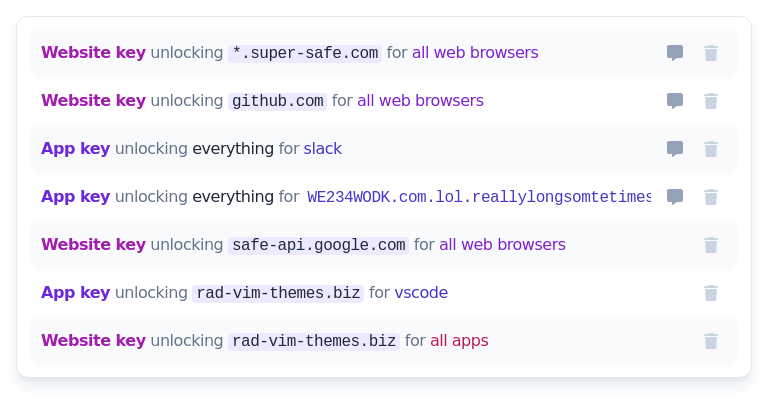 Website key unlocking *.super-safe.com for all web browsers
Website key unlocking github.com for all web browsers
App key unlocking everything for slack
App key unlocking everything for WE234WODK.com.lol.reallylongsomtetimes
Website key unlocking safe-api.google.com for all web browsers
App key unlocking rad-vim-themes.biz for vscode
Website key unlocking rad-vim-themes.biz for all apps